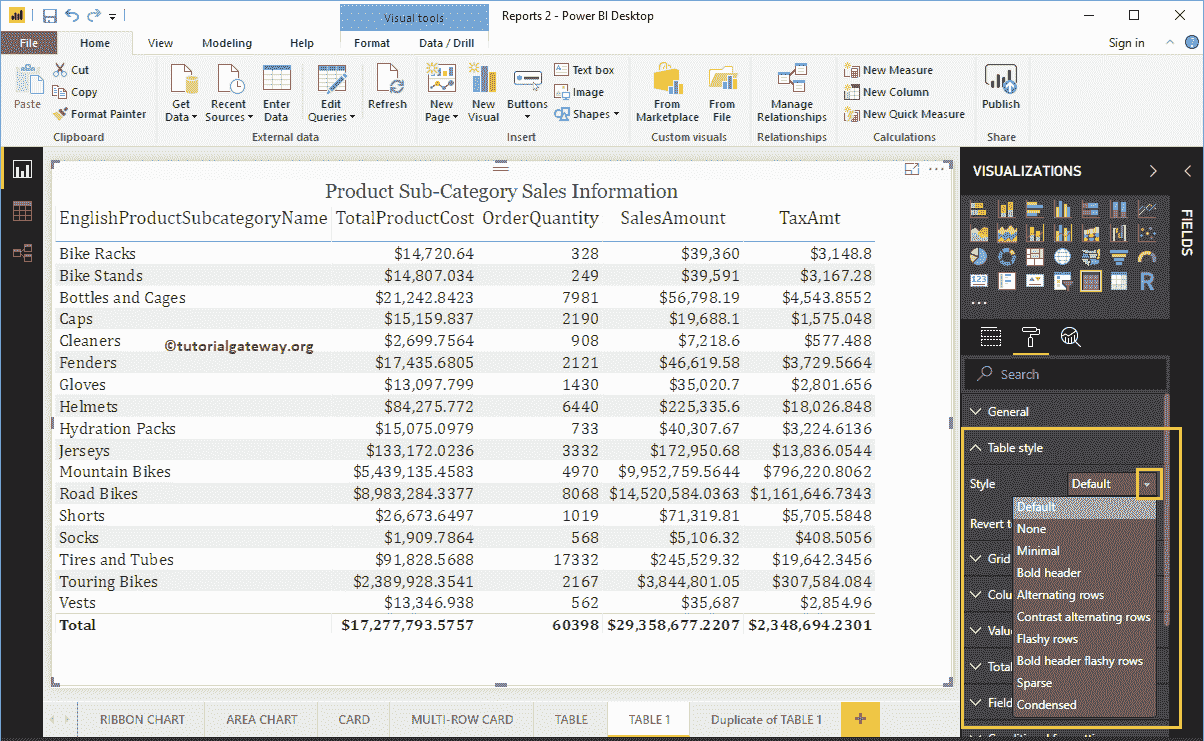 Visual tools
Reports 2 - Power BI Desktop
File Home View Modeling Help Format Data / Drill Sign in
Paste
Cut
Copy
Format Painter
Clipboard
Get Data
Recent Sources
Enter Data
Edit Queries
External data
Refresh
New Page
New Visual
Buttons
Text box
Image
Shapes
Insert
From Marketplace
From File
Custom visuals
Manage Relationships
Relationships
New Measure
New Column
New Quick Measure
Calculations
Publish
Share
Product Sub-Category Sales Information
EnglishProductSubcategoryName TotalProductCost OrderQuantity SalesAmount TaxAmt
Bike Racks $14,720.64 328 $39,360 $3,148.8
Bike Stands $14,807.034 249 $39,591 $3,167.28
Bottles and Cages $21,242.8423 7981 $56,798.19 $4,543.8552
Caps $15,159.837 2190 $19,688.1 $1,575.048
Cleaners $2,699.7564 908 $7,218.6 $577.488
©tutorialgateway.org
Fenders $17,435.6805 2121 $46,619.58 $3,729.5664
Gloves $13,097.799 1430 $35,020.7 $2,801.656
Helmets $84,275.772 6440 $225,335.6 $18,026.848
Hydration Packs $15,075.0979 733 $40,307.67 $3,224.6136
Jerseys $133,172.0236 3332 $172,950.68 $13,836.0544
Mountain Bikes $5,439,135.4583 4970 $9,952,759.5644 $796,220.8062
Road Bikes $8,983,284.3377 8068 $14,520,584.0363 $1,161,646.7343
Shorts $26,673.6497 1019 $71,319.81 $5,705.5848
Socks $1,909.7864 568 $5,106.32 $408.5056
Tires and Tubes $91,828.5688 17332 $245,529.32 $19,642.3456
Touring Bikes $2,389,928.3541 2167 $3,844,801.05 $307,584.084
Vests $13,346.938 562 $35,687 $2,854.96
Total $17,277,793.5757 60398 $29,358,677.2207 $2,348,694.2301
VISUALIZATIONS
FIELDS
123
R
Search
General
Table style
Style Default
Revert t
Grid
Colu
Valu
Total
Field
Default
None
Minimal
Bold header
Alternating rows
Contrast alternating rows
Flashy rows
Bold header flashy rows
Sparse
Condensed
RIBBON CHART AREA CHART CARD MULTI-ROW CARD TABLE TABLE 1 Duplicate of TABLE 1 +